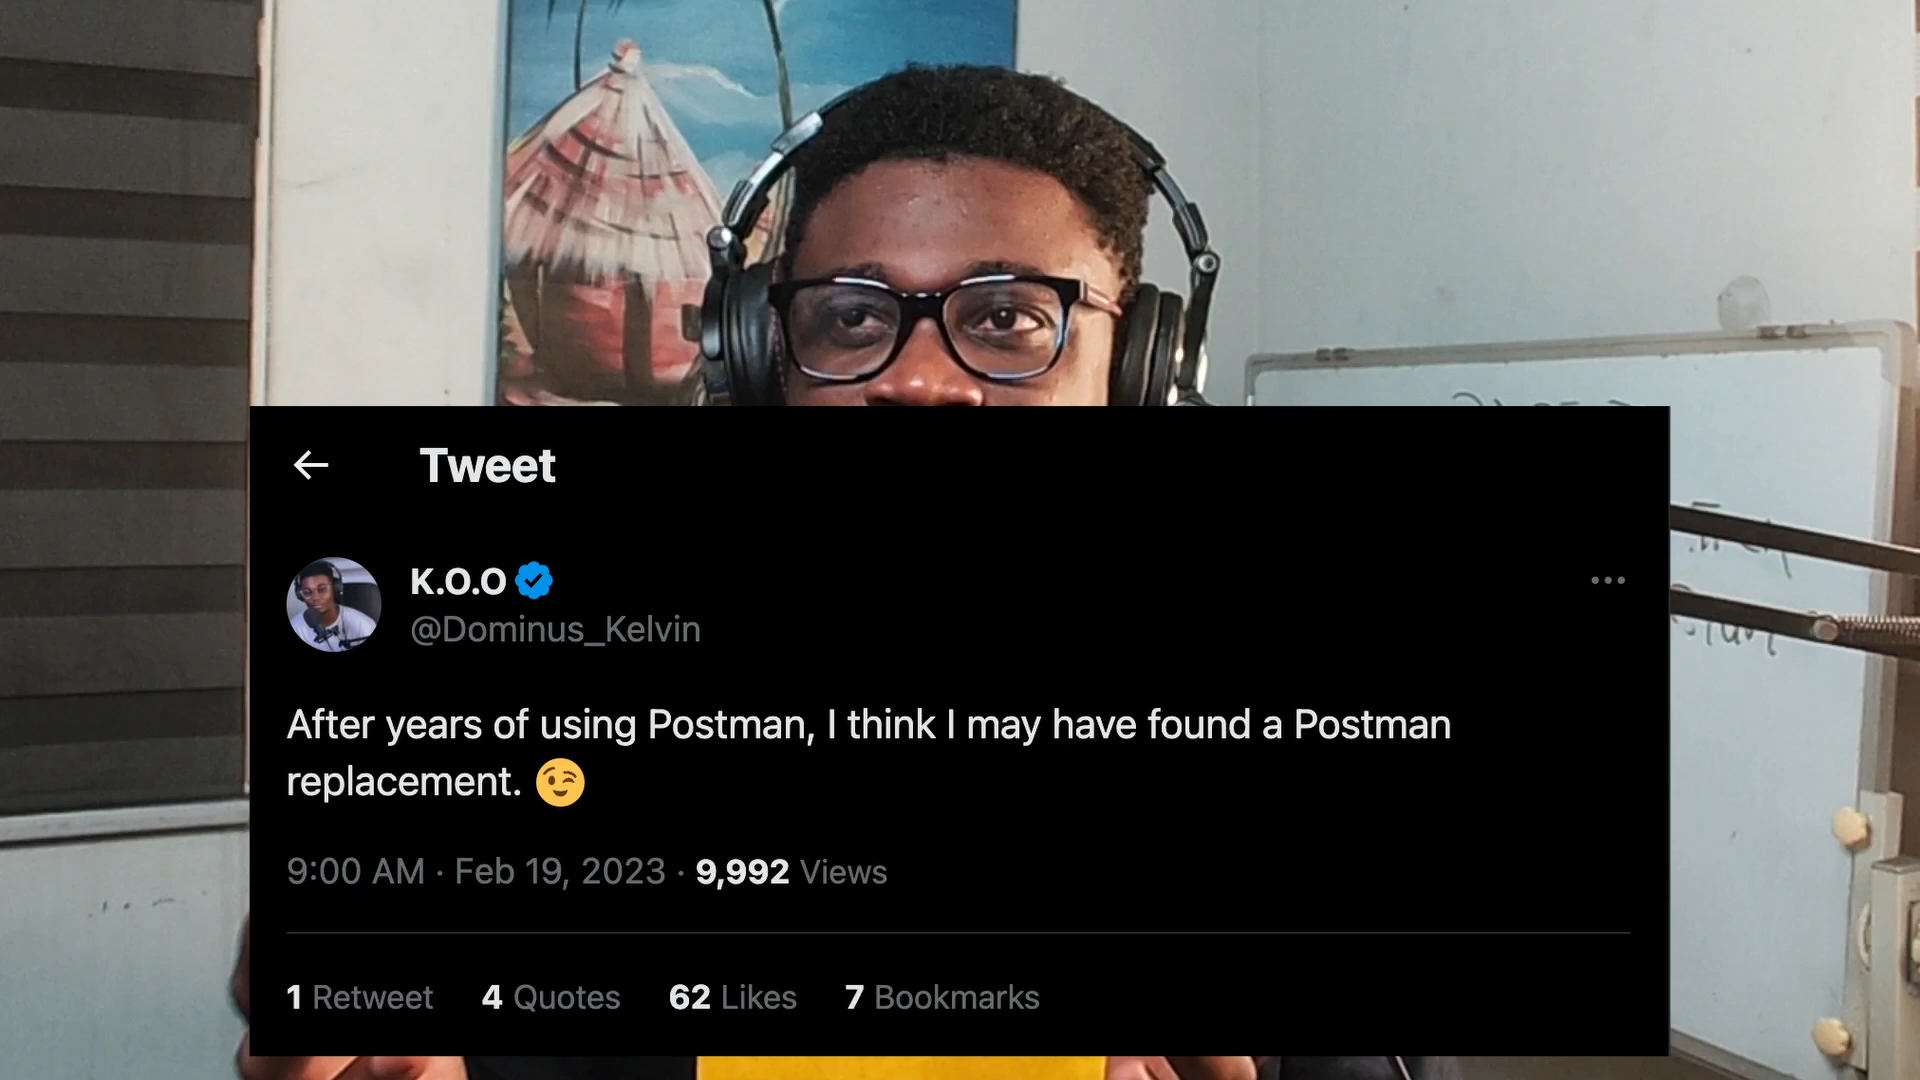 Tweet
K.O.O
@Dominus_Kelvin
After years of using Postman, I think I may have found a Postman
replacement. 😉
9:00 AM · Feb 19, 2023 · 9,992 Views
1 Retweet 4 Quotes 62 Likes 7 Bookmarks